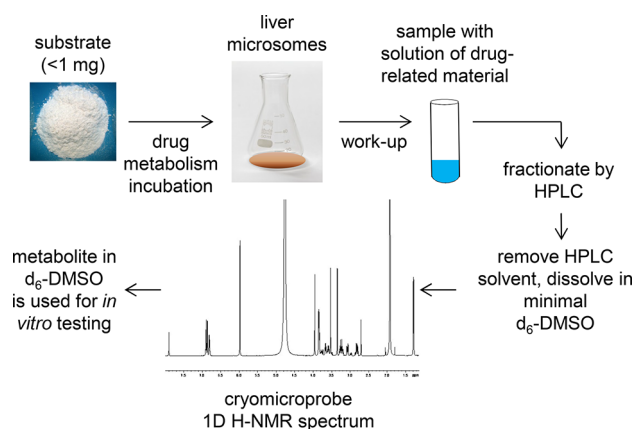 substrate
(<1 mg)
drug
metabolism
incubation
liver
microsomes
work-up
sample with
solution of drug-
related material
fractionate by
HPLC
remove HPLC
solvent, dissolve in
minimal
d₆-DMSO
cryomicroprobe
1D H-NMR spectrum
metabolite in
d₆-DMSO
is used for in
vitro testing